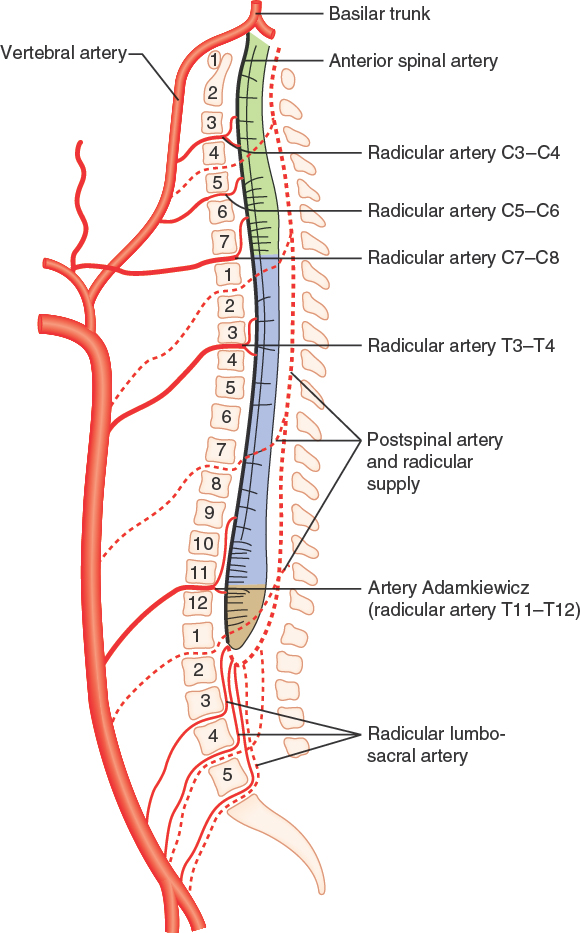 Basilar trunk
Vertebral artery
Anterior spinal artery
1
2
3
4
Radicular artery C3–C4
5
6
Radicular artery C5–C6
7
Radicular artery C7–C8
1
2
3
4
Radicular artery T3–T4
5
6
7
Postspinal artery
and radicular
supply
8
9
10
11
12
Artery Adamkiewicz
(radicular artery T11–T12)
1
2
3
4
5
Radicular lumbo-
sacral artery